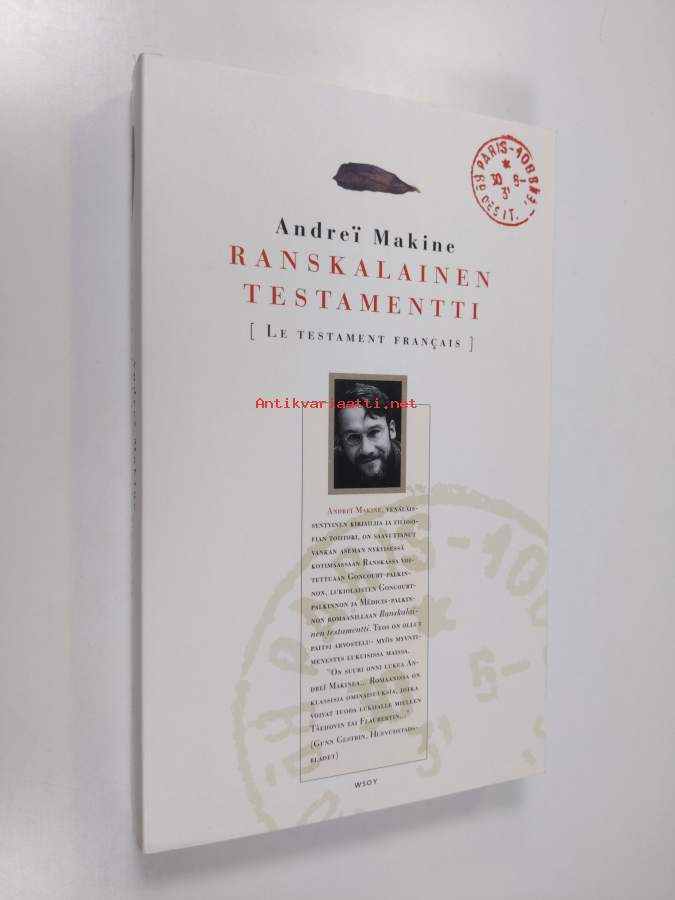 PARIS-106
30 5-
Andreï Makine
RANSKALAINEN
TESTAMENTTI
[ LE TESTAMENT FRANÇAIS ]
Antikvariaatti.net
ANDREÏ MAKINE, VENÄLÄIS-
SYNTYINEN KIRJAILIJA JA FILOSO-
FIAN TOHTORI, ON SAAVUTTANUT
VANKAN ASEMAN NYKYISESSÄ
KOTIMAASSAAN RANSKASSA VOI-
TETTUAAN GONCOURT-PALKIN-
NON, LUKIOLAISTEN GONCOURT-
PALKINNON JA MÉDICIS-PALKIN-
NON ROMAANILLAAN Ranskalai-
nen testamentti. TEOS ON OLLUT
PAITSI ARVOSTELU- MYÖS MYYNTI-
MENESTYS LUKUISISSA MAISSA.
"ON SUURI ONNI LUKEA AN-
DREÏ MAKINEA... ROMAANISSA ON
KLASSISIA OMINAISUUKSIA, JOTKA
VOIVAT TUODA LUKIJALLE MIELEEN
TŠEHOVIN TAI FLAUBERTIN..."
(GUNN GESTRIN, HUFVUDSTADS-
BLADET)
WSOY